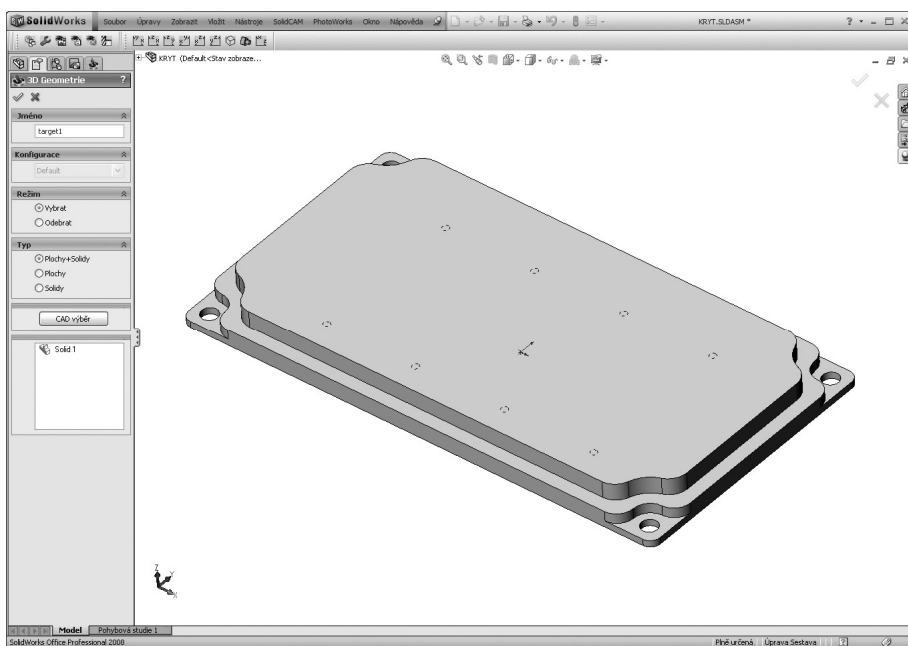 SolidWorks Soubor Úpravy Zobrazit Vložit Nástroje SolidCAM PhotoWorks Okno Nápověda KRYT.SLDASM *
KRYT (Default<Stav zobraze...
3D Geometrie ?
Jméno
target1
Konfigurace
Default
Režim
Vybrat
Odebrat
Typ
Plochy+Solidy
Plochy
Solidy
CAD výběr
Solid 1
Z
Y
X
Model Pohybová studie 1
SolidWorks Office Professional 2008 Plně určená Úprava Sestava